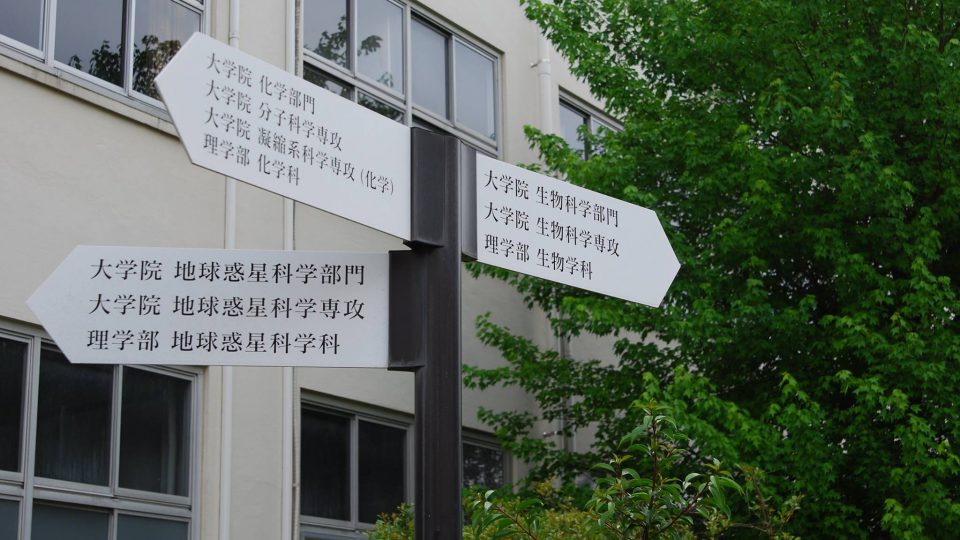 大学院 化学部門
大学院 分子科学専攻
大学院 凝縮系科学専攻(化学)
理学部 化学科
大学院 生物科学部門
大学院 生物科学専攻
理学部 生物学科
大学院 地球惑星科学部門
大学院 地球惑星科学専攻
理学部 地球惑星科学科